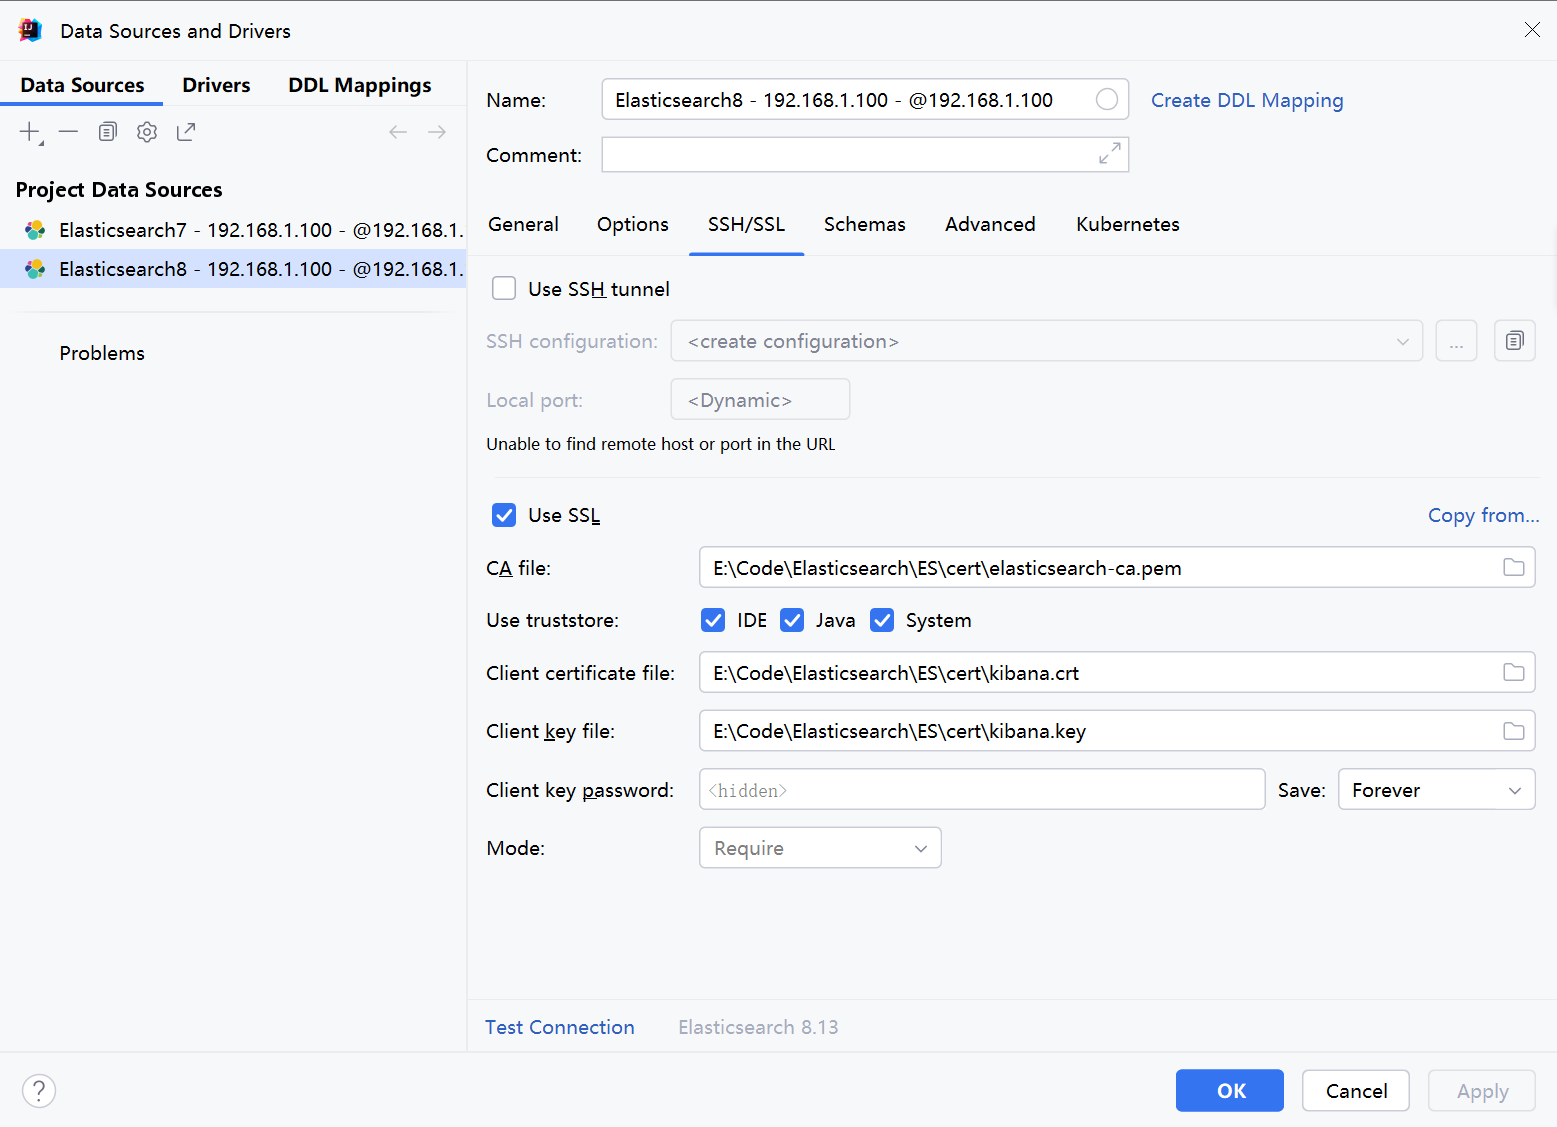 Data Sources and Drivers
Data Sources Drivers DDL Mappings
Project Data Sources
Elasticsearch7 - 192.168.1.100 - @192.168.1.
Elasticsearch8 - 192.168.1.100 - @192.168.1.
Problems
Name: Elasticsearch8 - 192.168.1.100 - @192.168.1.100 Create DDL Mapping
Comment:
General Options SSH/SSL Schemas Advanced Kubernetes
Use SSH tunnel
SSH configuration: <create configuration> ...
Local port: <Dynamic>
Unable to find remote host or port in the URL
Use SSL Copy from...
CA file: E:\Code\Elasticsearch\ES\cert\elasticsearch-ca.pem
Use truststore: IDE Java System
Client certificate file: E:\Code\Elasticsearch\ES\cert\kibana.crt
Client key file: E:\Code\Elasticsearch\ES\cert\kibana.key
Client key password: <hidden> Save: Forever
Mode: Require
Test Connection Elasticsearch 8.13
? OK Cancel Apply